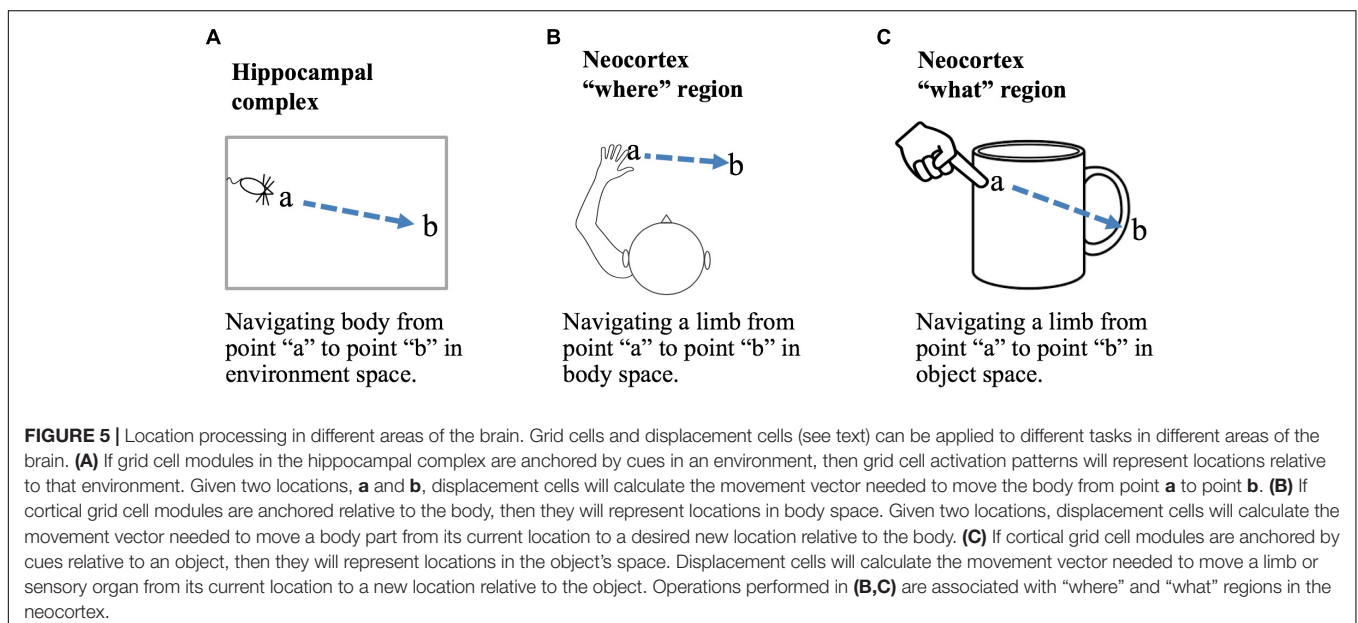 A
Hippocampal
complex
a
b
Navigating body from
point “a” to point “b” in
environment space.
B
Neocortex
“where” region
a
b
Navigating a limb from
point “a” to point “b” in
body space.
C
Neocortex
“what” region
a
b
Navigating a limb from
point “a” to point “b” in
object space.
FIGURE 5 | Location processing in different areas of the brain. Grid cells and displacement cells (see text) can be applied to different tasks in different areas of the
brain. (A) If grid cell modules in the hippocampal complex are anchored by cues in an environment, then grid cell activation patterns will represent locations relative
to that environment. Given two locations, a and b, displacement cells will calculate the movement vector needed to move the body from point a to point b. (B) If
cortical grid cell modules are anchored relative to the body, then they will represent locations in body space. Given two locations, displacement cells will calculate the
movement vector needed to move a body part from its current location to a desired new location relative to the body. (C) If cortical grid cell modules are anchored by
cues relative to an object, then they will represent locations in the object’s space. Displacement cells will calculate the movement vector needed to move a limb or
sensory organ from its current location to a new location relative to the object. Operations performed in (B,C) are associated with “where” and “what” regions in the
neocortex.